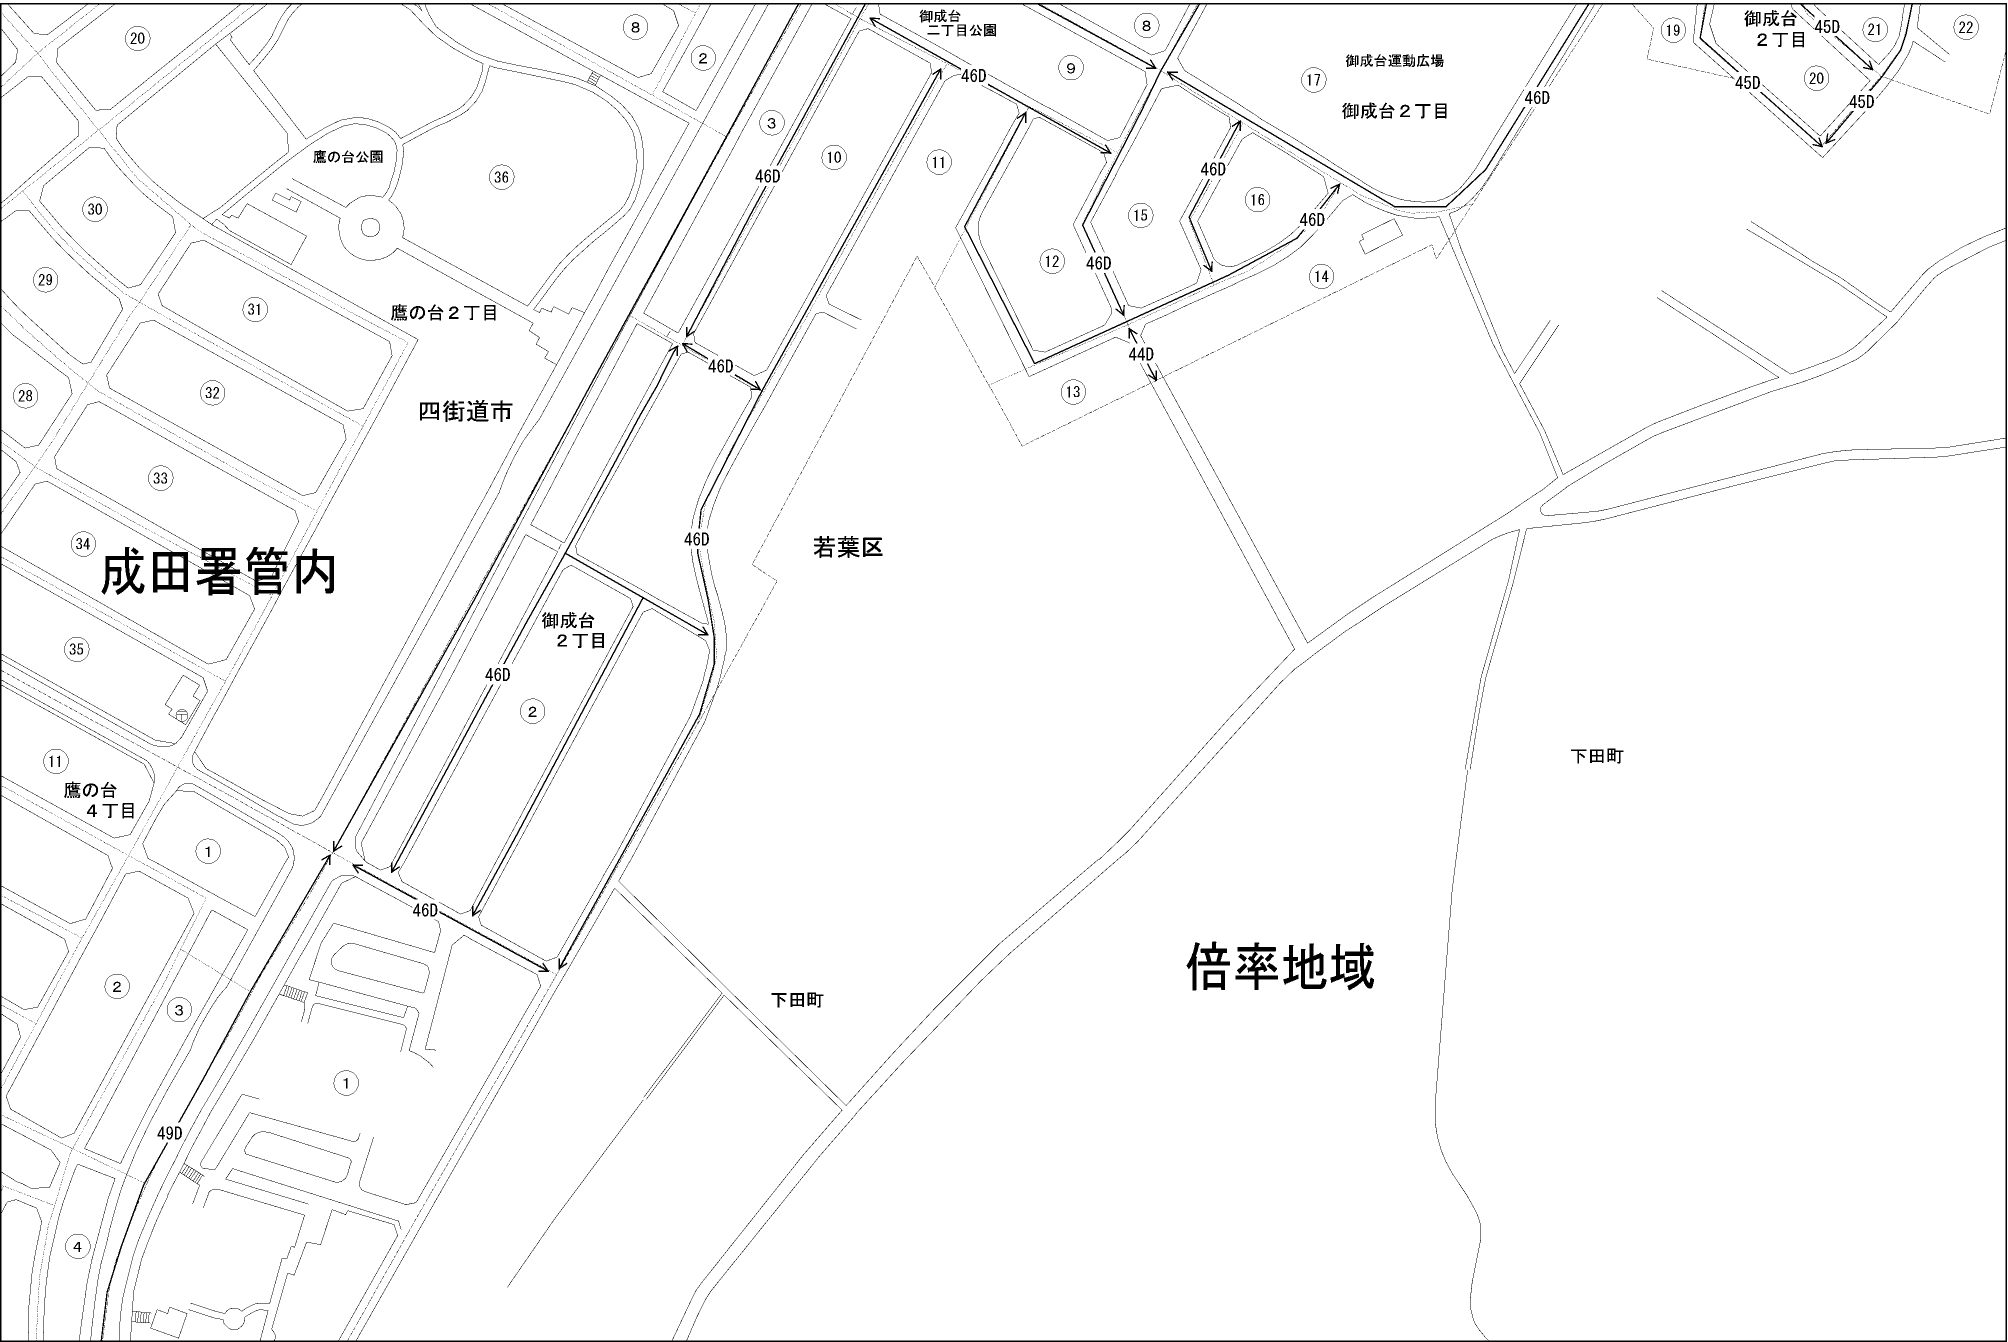 20
8
2
御成台
二丁目公園
8
9
17
御成台運動広場
御成台２丁目
19
御成台
２丁目
45D
21
22
20
45D
45D
46D
46D
3
10
11
46D
鷹の台公園
36
46D
16
46D
15
30
12
46D
14
29
31
鷹の台２丁目
44D
46D
13
28
32
四街道市
33
34
成田署管内
46D
若葉区
御成台
２丁目
35
46D
2
下田町
11
鷹の台
４丁目
1
46D
倍率地域
2
下田町
3
1
49D
4